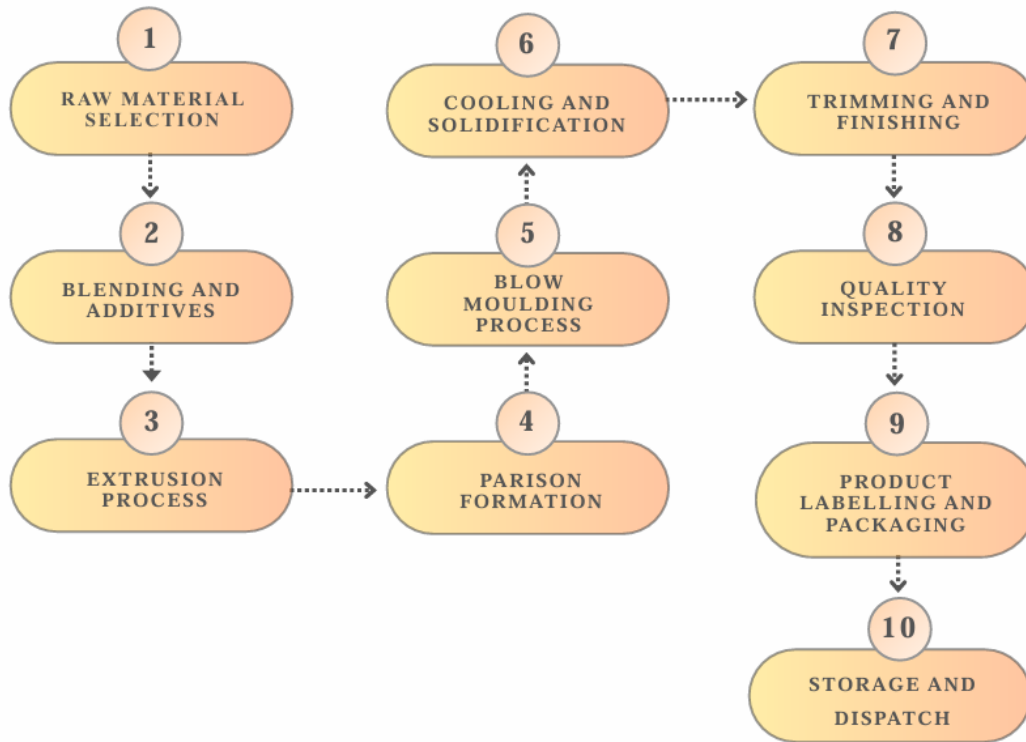 1
RAW MATERIAL
SELECTION
2
BLENDING AND
ADDITIVES
3
EXTRUSION
PROCESS
4
PARISON
FORMATION
5
BLOW
MOULDING
PROCESS
6
COOLING AND
SOLIDIFICATION
7
TRIMMING AND
FINISHING
8
QUALITY
INSPECTION
9
PRODUCT
LABELLING AND
PACKAGING
10
STORAGE AND
DISPATCH